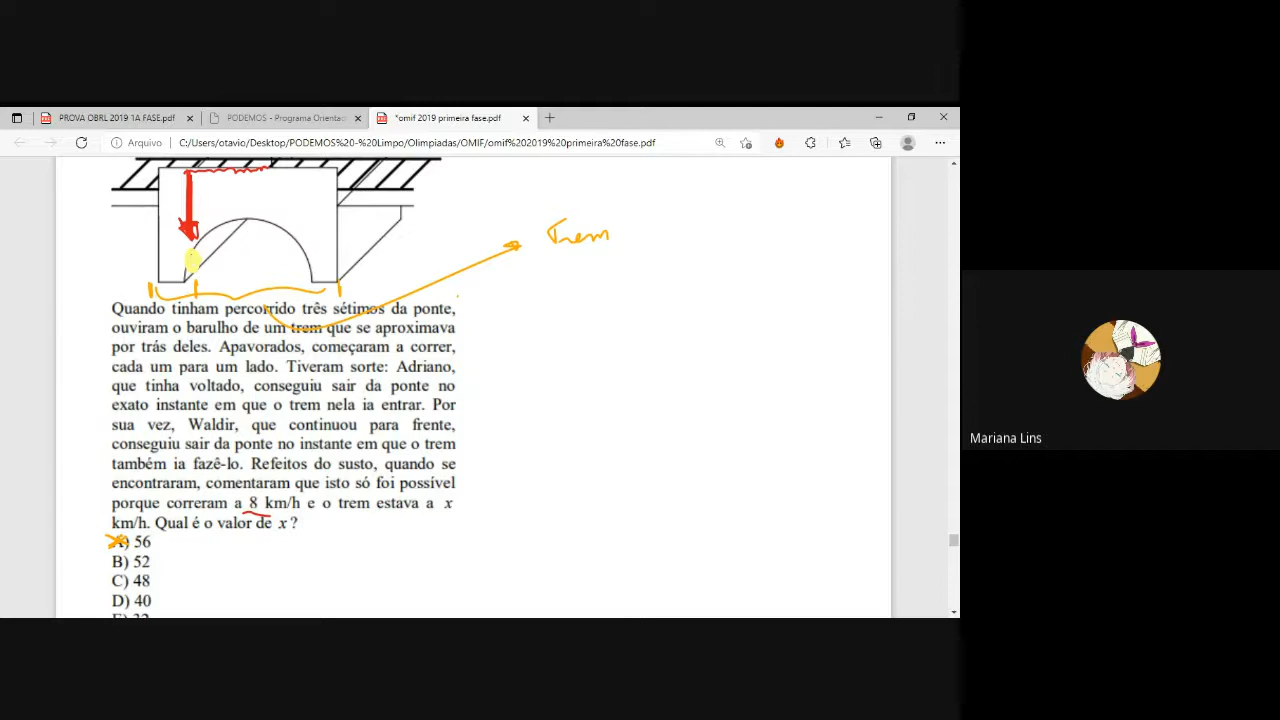 PROVA OBRL 2019 1A FASE.pdf
PODEMOS - Programa Orienta
*omif 2019 primeira fase.pdf
Arquivo
C:/Users/otavio/Desktop/PODEMOS%20-%20Limpo/Olimpiadas/OMIF/omif%202019%20primeira%20fase.pdf
Trem
Quando tinham percorrido três sétimos da ponte,
ouviram o barulho de um trem que se aproximava
por trás deles. Apavorados, começaram a correr,
cada um para um lado. Tiveram sorte: Adriano,
que tinha voltado, conseguiu sair da ponte no
exato instante em que o trem nela ia entrar. Por
sua vez, Waldir, que continuou para frente,
conseguiu sair da ponte no instante em que o trem
também ia fazê-lo. Refeitos do susto, quando se
encontraram, comentaram que isto só foi possível
porque correram a 8 km/h e o trem estava a x
km/h. Qual é o valor de x?
A) 56
B) 52
C) 48
D) 40
Mariana Lins